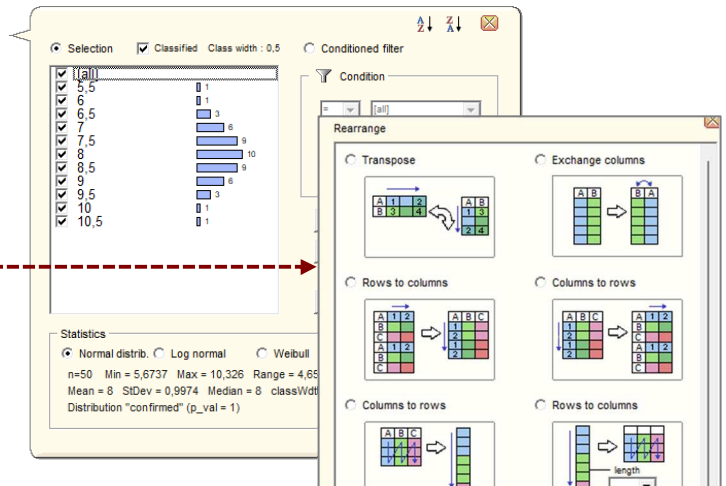 A Z
Z A
Selection
Classified
Class width : 0,5
Conditioned filter
[all]
5,5 1
6 1
6,5 3
7 6
7,5 9
8 10
8,5 9
9 6
9,5 3
10 1
10,5 1
Condition
= [all]
Statistics
Normal distrib. Log normal Weibull
n=50 Min = 5,6737 Max = 10,326 Range = 4,65
Mean = 8 StDev = 0,9974 Median = 8 classWdt
Distribution "confirmed" (p_val = 1)
Rearrange
Transpose
A 1 2
B 3 4
A B
1 3
2 4
Exchange columns
A B
B A
Rows to columns
A 1 2
B
C
A 1 2
B
C
A B C
1
2
1
2
Columns to rows
A B C
1
2
1
2
A 1 2
B
C
A 1 2
B
C
Columns to rows
A B C
Rows to columns
length